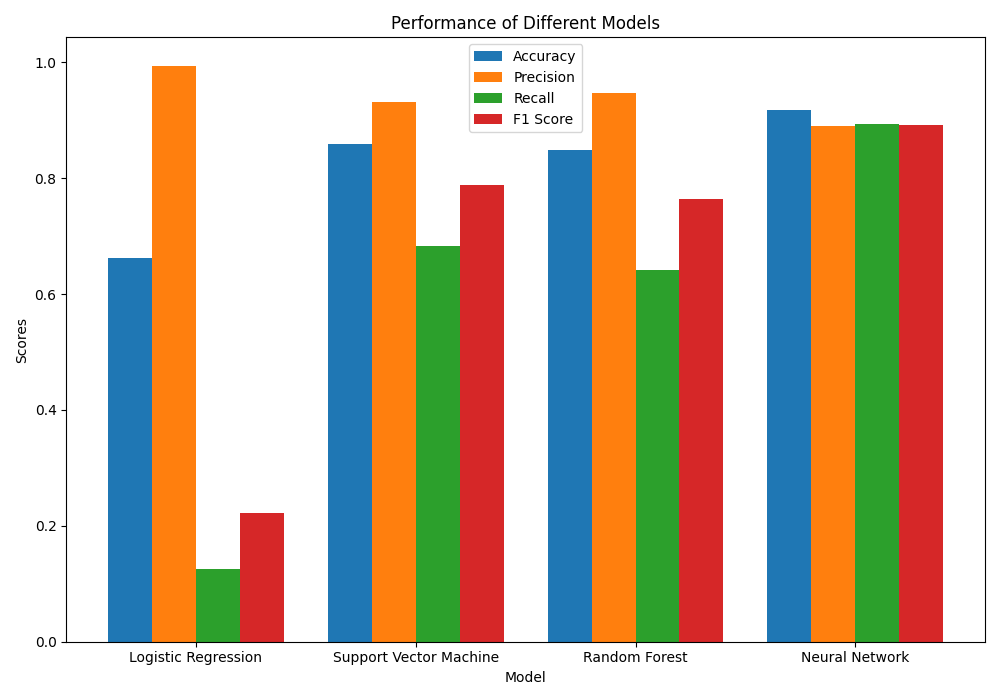 Performance of Different Models
Accuracy
Precision
Recall
F1 Score
1.0
0.8
0.6
0.4
0.2
0.0
Scores
Logistic Regression
Support Vector Machine
Random Forest
Neural Network
Model